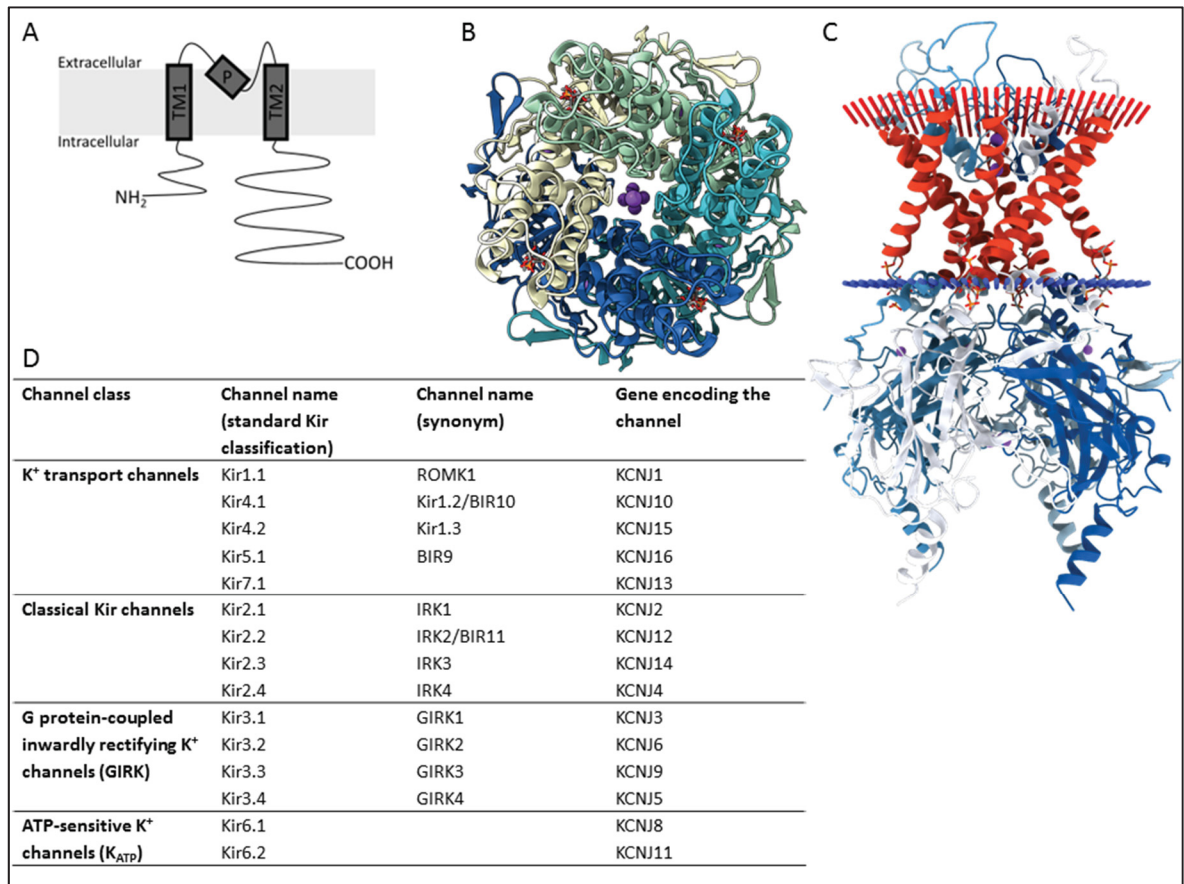 A
Extracellular
TM1
P
TM2
Intracellular
NH2
COOH
B
C
D
Channel class Channel name (standard Kir classification) Channel name (synonym) Gene encoding the channel
K+ transport channels Kir1.1 ROMK1 KCNJ1
Kir4.1 Kir1.2/BIR10 KCNJ10
Kir4.2 Kir1.3 KCNJ15
Kir5.1 BIR9 KCNJ16
Kir7.1 KCNJ13
Classical Kir channels Kir2.1 IRK1 KCNJ2
Kir2.2 IRK2/BIR11 KCNJ12
Kir2.3 IRK3 KCNJ14
Kir2.4 IRK4 KCNJ4
G protein-coupled Kir3.1 GIRK1 KCNJ3
inwardly rectifying K+ Kir3.2 GIRK2 KCNJ6
channels (GIRK) Kir3.3 GIRK3 KCNJ9
Kir3.4 GIRK4 KCNJ5
ATP-sensitive K+ Kir6.1 KCNJ8
channels (KATP) Kir6.2 KCNJ11